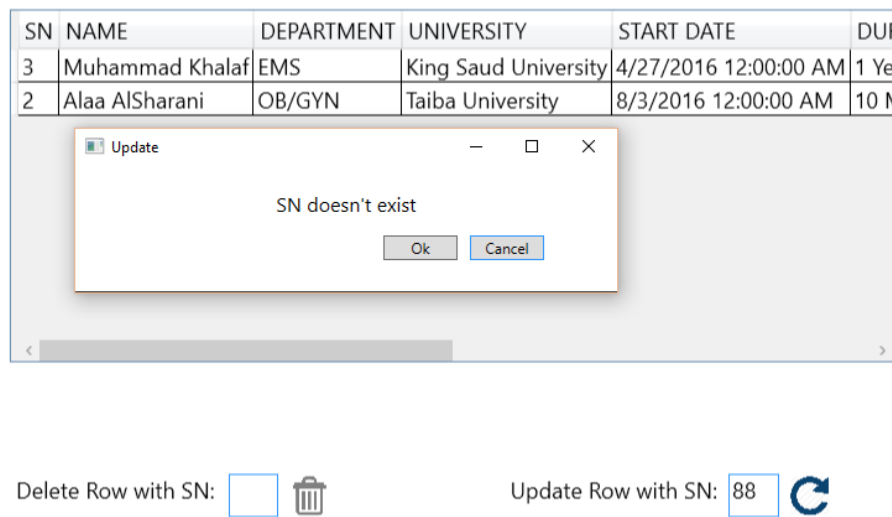 SN NAME DEPARTMENT UNIVERSITY START DATE DUR
3 Muhammad Khalaf EMS King Saud University 4/27/2016 12:00:00 AM 1 Ye
2 Alaa AlSharani OB/GYN Taiba University 8/3/2016 12:00:00 AM 10 M
Update
SN doesn't exist
Ok Cancel
Delete Row with SN: Update Row with SN: 88